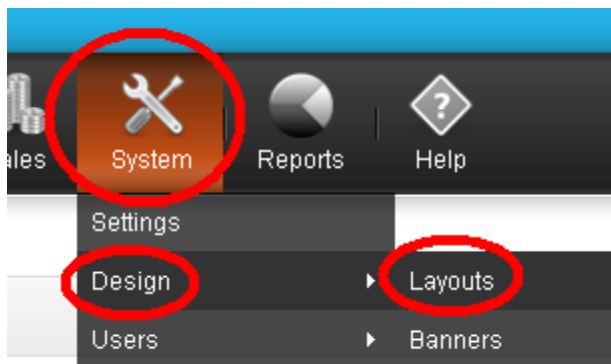 ales System Reports Help
Settings
Design Layouts
Users Banners